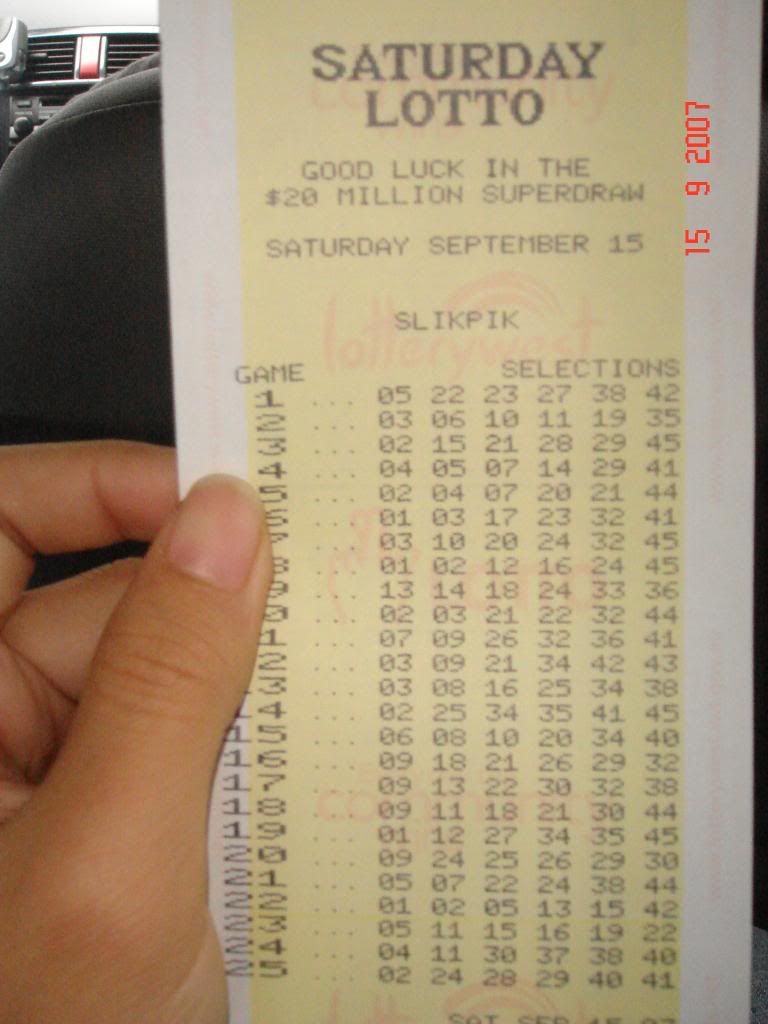 SATURDAY
LOTTO
GOOD LUCK IN THE
$20 MILLION SUPERDRAW
SATURDAY SEPTEMBER 15
15 9 2007
lotterywest
SLIKPIK
GAME SELECTIONS
1 ... 05 22 23 27 38 42
2 ... 03 06 10 11 19 35
3 ... 02 15 21 28 29 45
4 ... 04 05 07 14 29 41
5 ... 02 04 07 20 21 44
6 ... 01 03 17 23 32 41
7 ... 03 10 20 24 32 45
8 ... 01 02 12 16 24 45
9 ... 13 14 18 24 33 36
0 ... 02 03 21 22 32 44
1 ... 07 09 26 32 36 41
2 ... 03 09 21 34 42 43
3 ... 03 08 16 25 34 38
14 ... 02 25 34 35 41 45
15 ... 06 08 10 20 34 40
16 ... 09 18 21 26 29 32
17 ... 09 13 22 30 32 38
18 ... 09 11 18 21 30 44
19 ... 01 12 27 34 35 45
20 ... 09 24 25 26 29 30
21 ... 05 07 22 24 38 44
22 ... 01 02 05 13 15 42
23 ... 05 11 15 16 19 22
24 ... 04 11 30 37 38 40
25 ... 02 24 28 29 40 41
SAT SEP 15 07